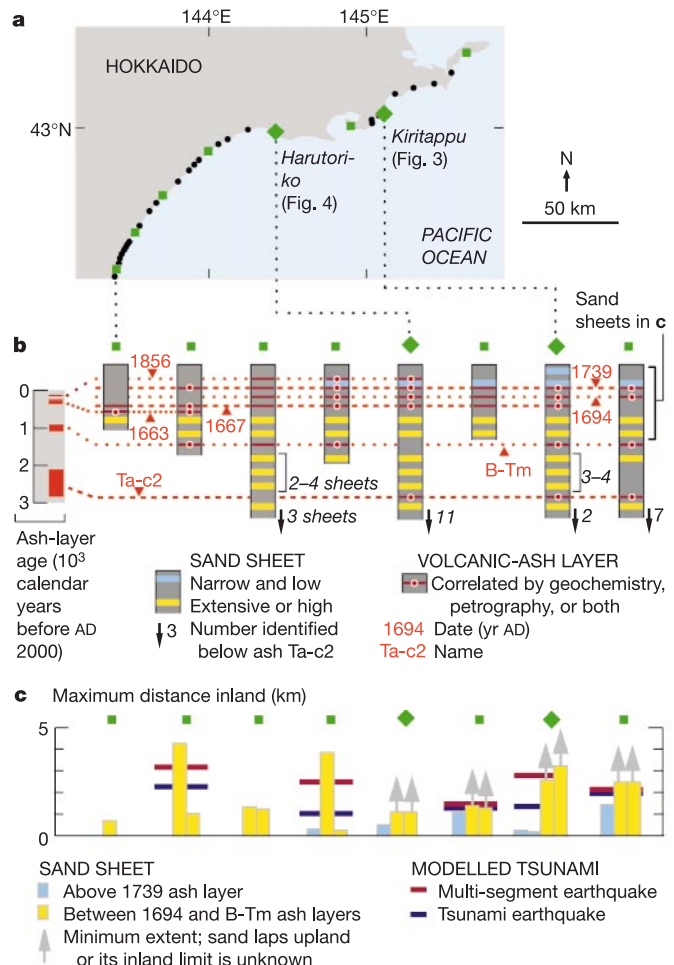 a
144°E
145°E
HOKKAIDO
43°N
Harutori-
ko
(Fig. 4)
Kiritappu
(Fig. 3)
N
50 km
PACIFIC
OCEAN
Sand
sheets in c
b
1856
1739
0
1
2
3
1663
1667
1694
B-Tm
Ta-c2
2–4 sheets
3–4
3 sheets
11
2
7
Ash-layer
age (10³
calendar
years
before AD
2000)
SAND SHEET
Narrow and low
Extensive or high
3 Number identified
below ash Ta-c2
VOLCANIC-ASH LAYER
Correlated by geochemistry,
petrography, or both
1694 Date (yr AD)
Ta-c2 Name
c Maximum distance inland (km)
5
0
SAND SHEET
Above 1739 ash layer
Between 1694 and B-Tm ash layers
Minimum extent; sand laps upland
or its inland limit is unknown
MODELLED TSUNAMI
Multi-segment earthquake
Tsunami earthquake